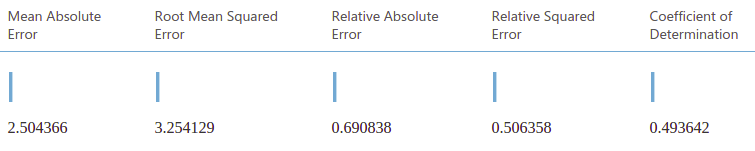 Mean Absolute Error
Root Mean Squared Error
Relative Absolute Error
Relative Squared Error
Coefficient of Determination
2.504366
3.254129
0.690838
0.506358
0.493642